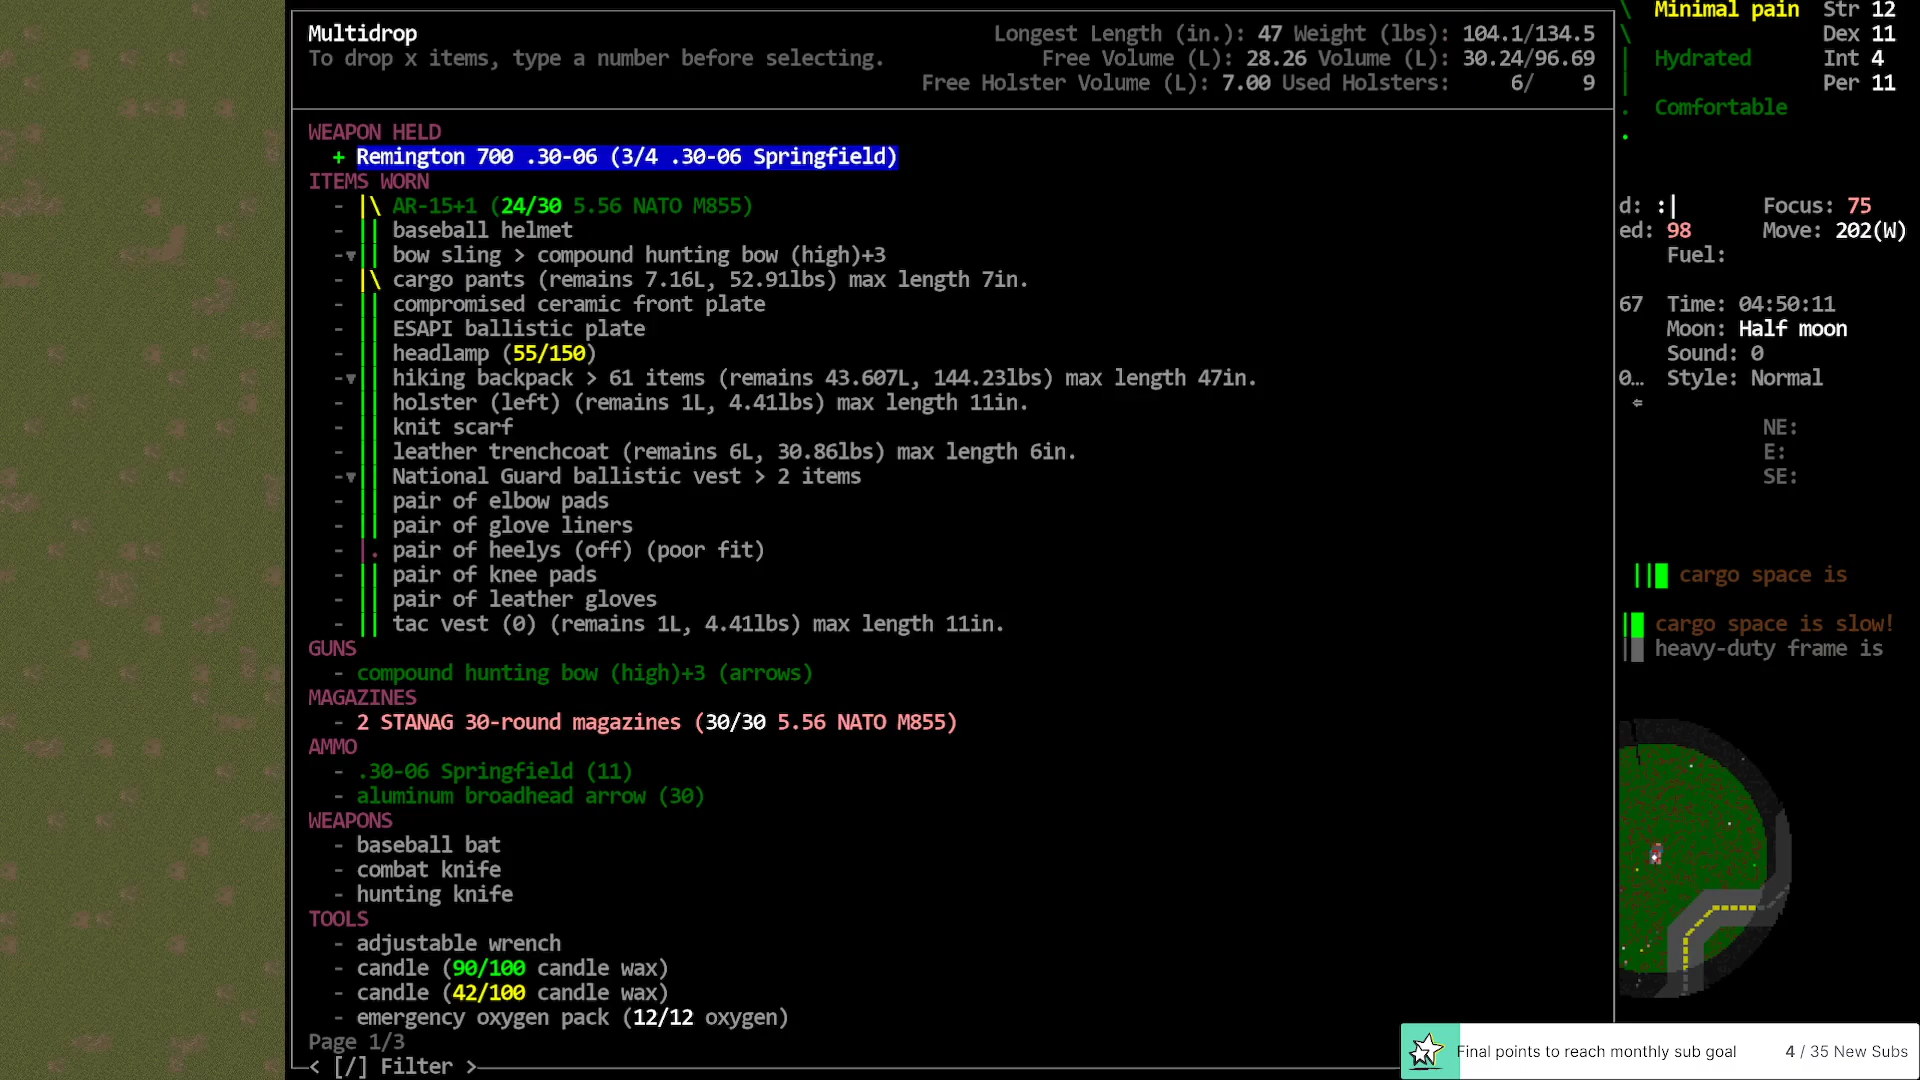 Multidrop
To drop x items, type a number before selecting.
Longest Length (in.): 47 Weight (lbs): 104.1/134.5
Free Volume (L): 28.26 Volume (L): 30.24/96.69
Free Holster Volume (L): 7.00 Used Holsters: 6/ 9
WEAPON HELD
+ Remington 700 .30-06 (3/4 .30-06 Springfield)
ITEMS WORN
- |\ AR-15+1 (24/30 5.56 NATO M855)
- || baseball helmet
-▼|| bow sling > compound hunting bow (high)+3
- |\ cargo pants (remains 7.16L, 52.91lbs) max length 7in.
- || compromised ceramic front plate
- || ESAPI ballistic plate
- || headlamp (55/150)
-▼|| hiking backpack > 61 items (remains 43.607L, 144.23lbs) max length 47in.
- || holster (left) (remains 1L, 4.41lbs) max length 11in.
- || knit scarf
- || leather trenchcoat (remains 6L, 30.86lbs) max length 6in.
-▼|| National Guard ballistic vest > 2 items
- || pair of elbow pads
- || pair of glove liners
- |. pair of heelys (off) (poor fit)
- || pair of knee pads
- || pair of leather gloves
- || tac vest (0) (remains 1L, 4.41lbs) max length 11in.
GUNS
- compound hunting bow (high)+3 (arrows)
MAGAZINES
- 2 STANAG 30-round magazines (30/30 5.56 NATO M855)
AMMO
- .30-06 Springfield (11)
- aluminum broadhead arrow (30)
WEAPONS
- baseball bat
- combat knife
- hunting knife
TOOLS
- adjustable wrench
- candle (90/100 candle wax)
- candle (42/100 candle wax)
- emergency oxygen pack (12/12 oxygen)
Page 1/3
< [/] Filter >
\ Minimal pain Str 12
\ Dex 11
| Hydrated Int 4
| Per 11
. Comfortable
.
d: :| Focus: 75
ed: 98 Move: 202(W)
Fuel:
67 Time: 04:50:11
Moon: Half moon
Sound: 0
0… Style: Normal
NE:
E:
SE:
|| cargo space is
| cargo space is slow!
| heavy-duty frame is
Final points to reach monthly sub goal 4 / 35 New Subs